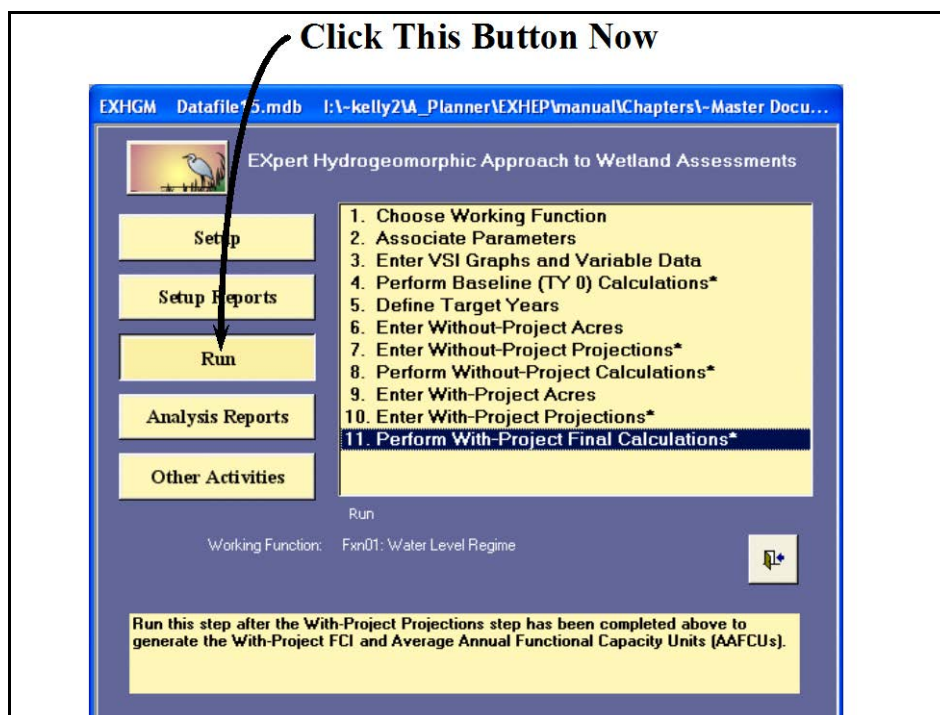 Click This Button Now
EXHGM Datafile15.mdb I:\~kelly2\A_Planner\EXHEP\manual\Chapters\~Master Docu...
EXpert Hydrogeomorphic Approach to Wetland Assessments
Setup
Setup Reports
Run
Analysis Reports
Other Activities
1. Choose Working Function
2. Associate Parameters
3. Enter VSI Graphs and Variable Data
4. Perform Baseline (TY 0) Calculations*
5. Define Target Years
6. Enter Without-Project Acres
7. Enter Without-Project Projections*
8. Perform Without-Project Calculations*
9. Enter With-Project Acres
10. Enter With-Project Projections*
11. Perform With-Project Final Calculations*
Run
Working Function: Fxn01: Water Level Regime
Run this step after the With-Project Projections step has been completed above to
generate the With-Project FCI and Average Annual Functional Capacity Units (AAFCUs).